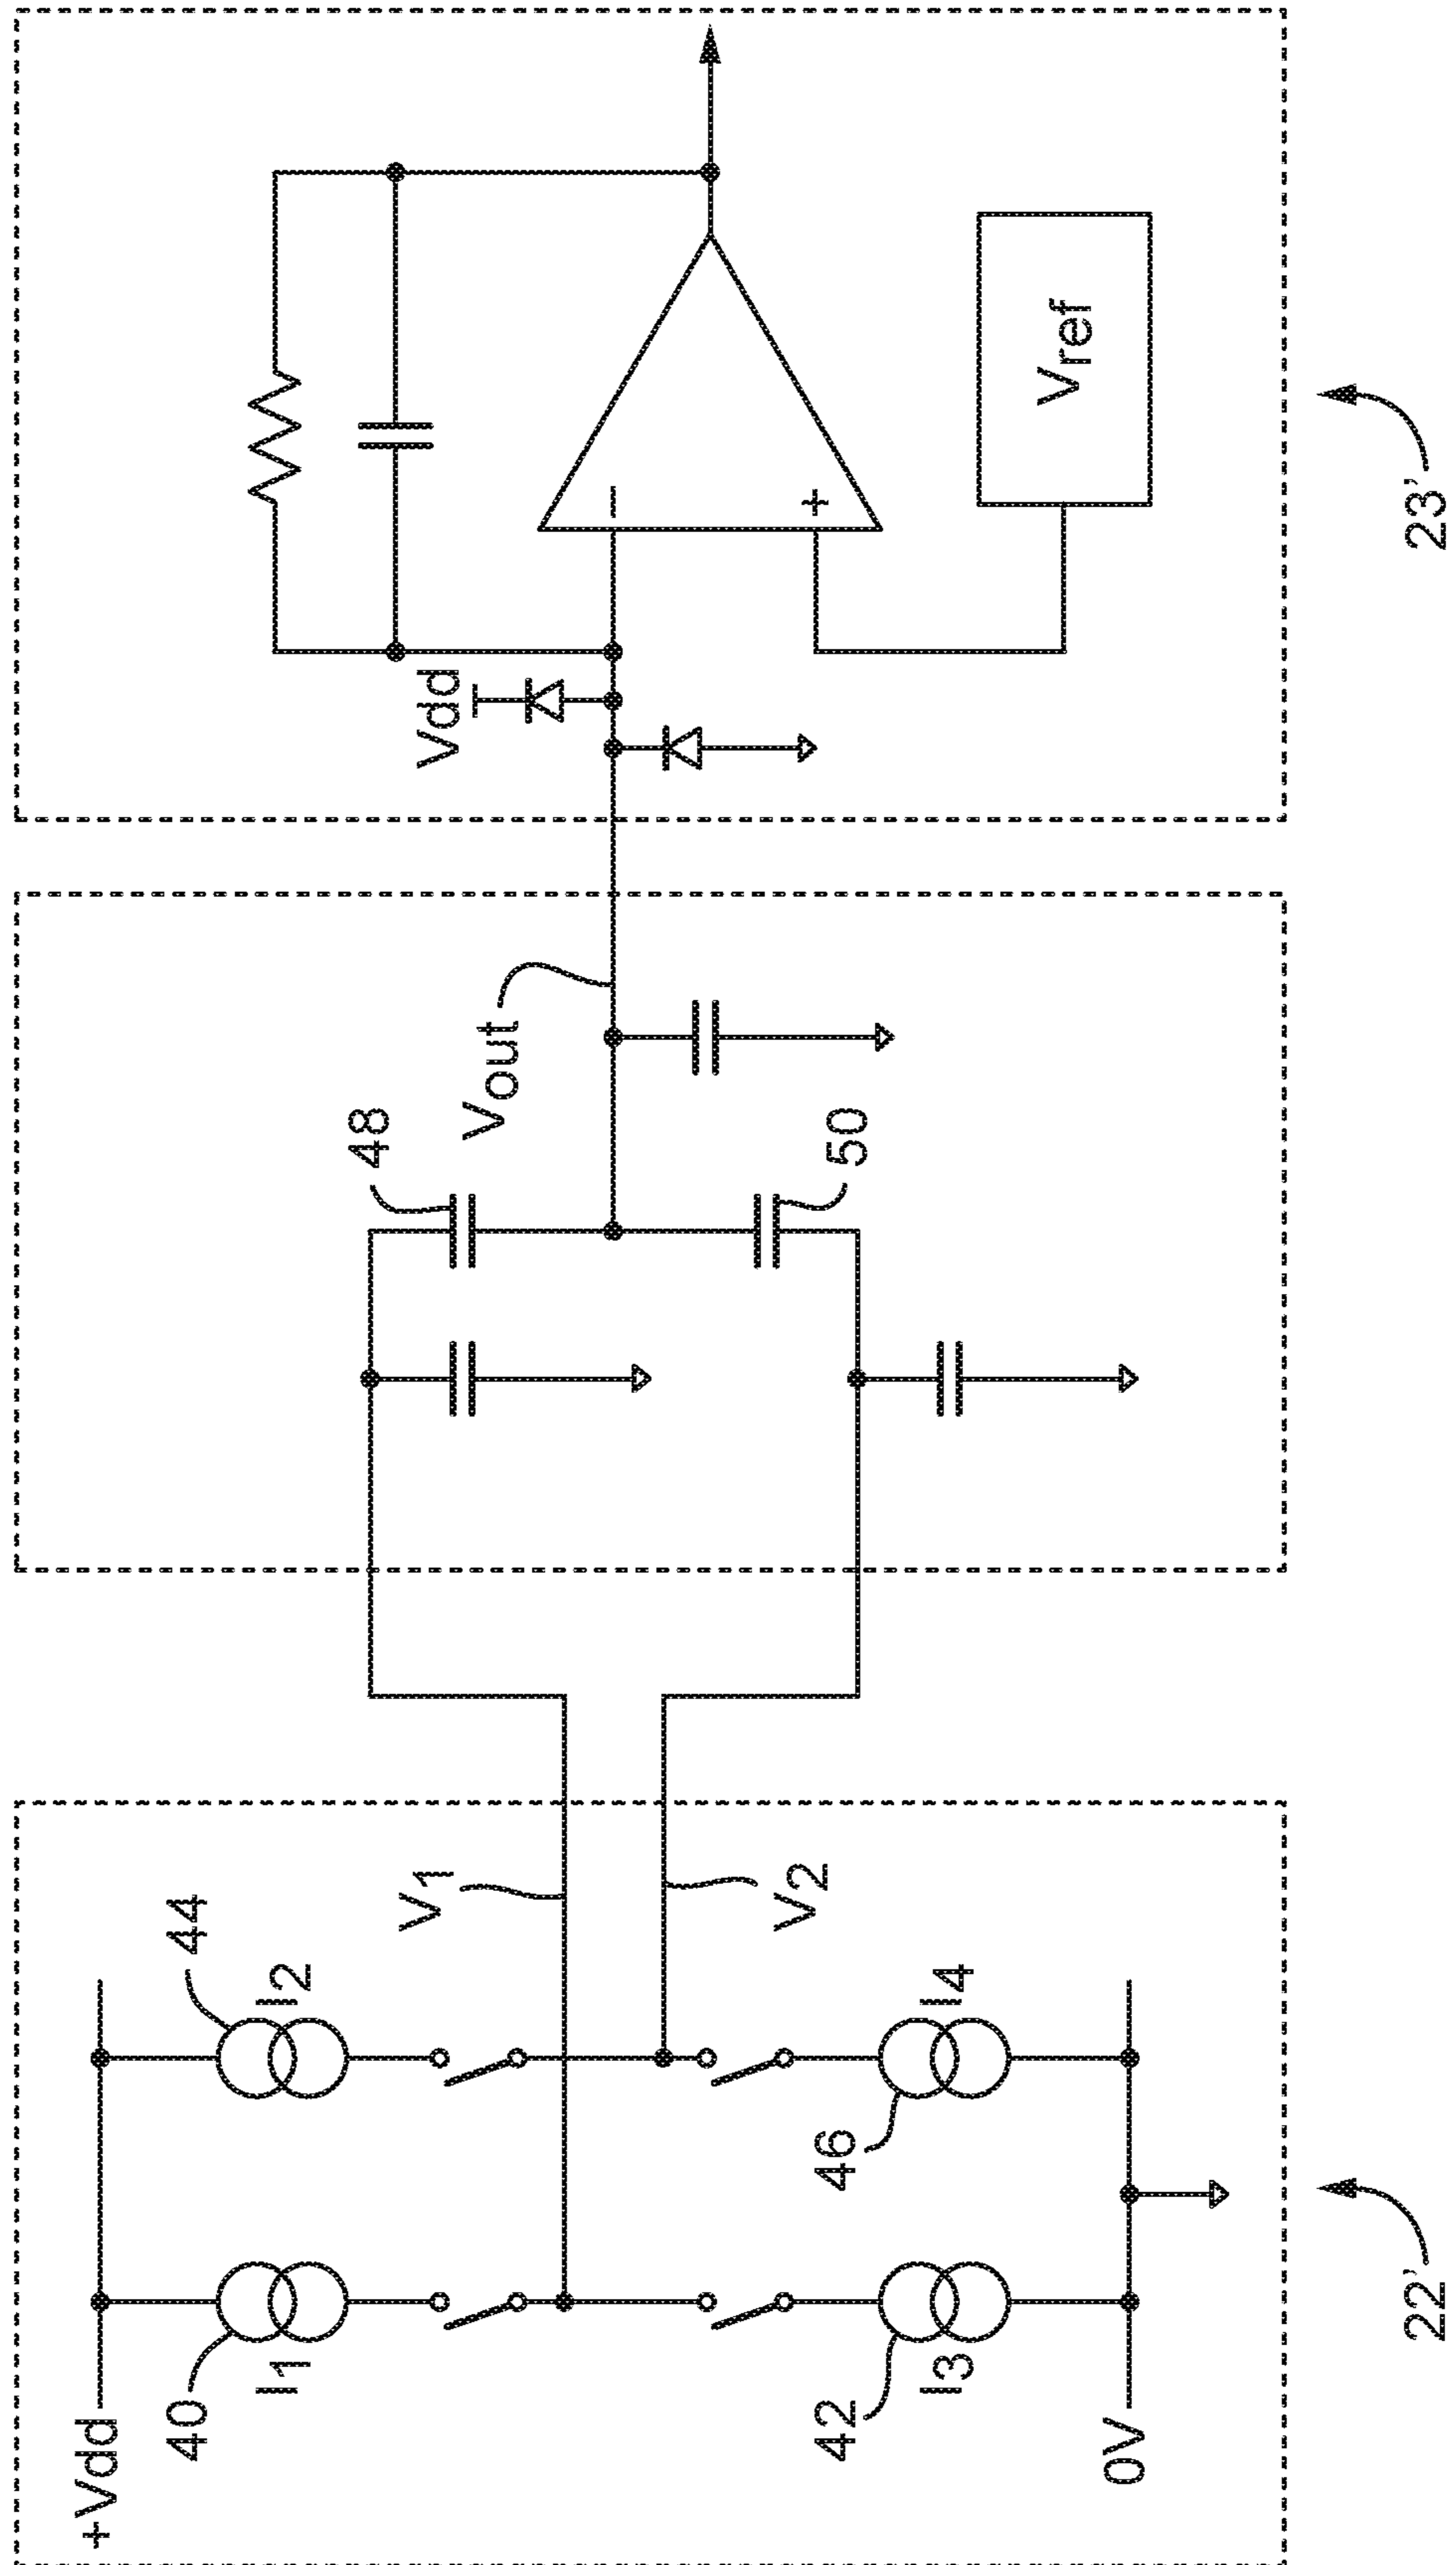 +Vdd
40
I1
44
I2
V1
V2
42
I3
46
I4
0V
22'
48
50
Vout
Vdd
−
+
Vref
23'